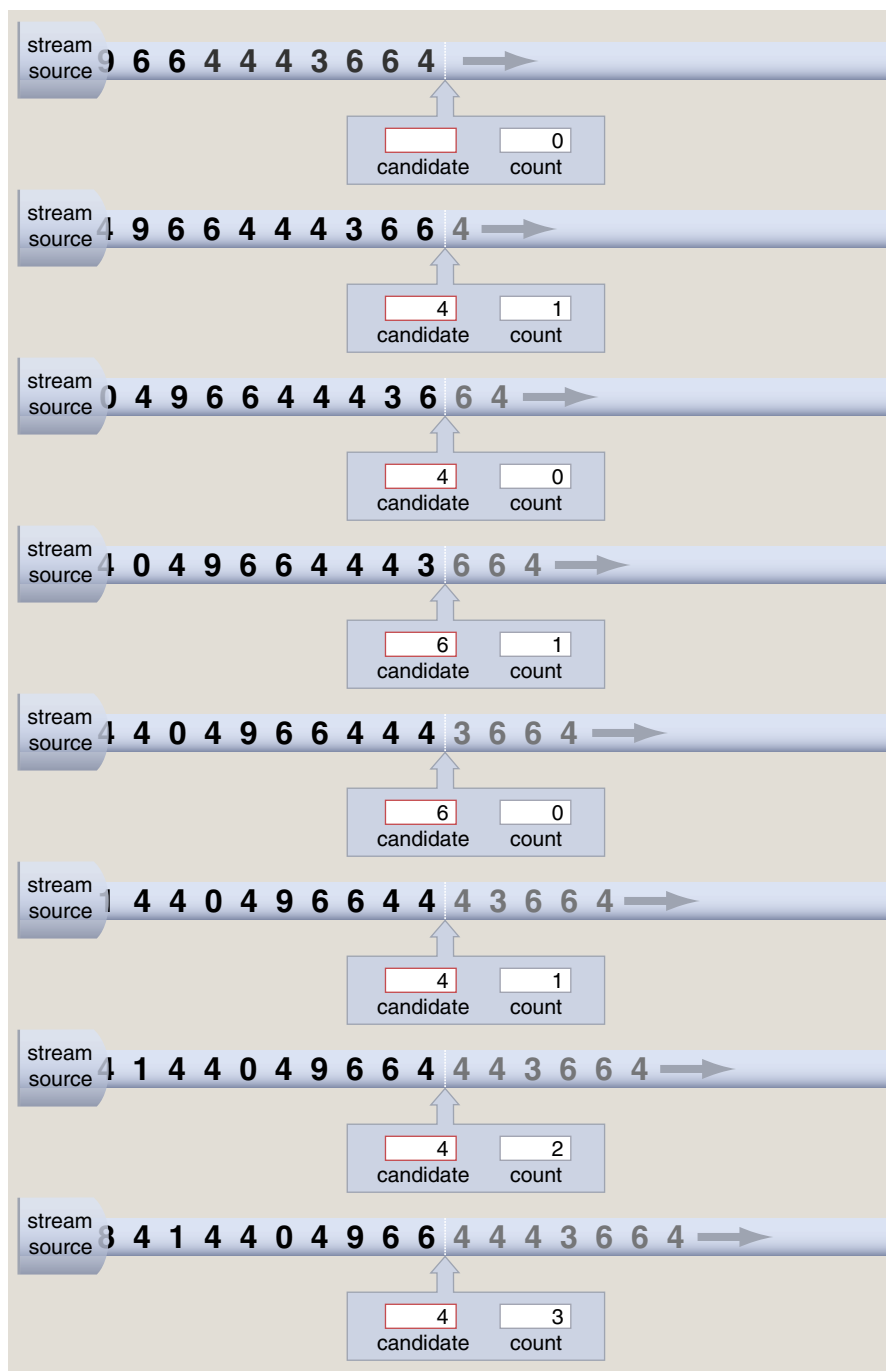 stream source 9 6 6 4 4 4 3 6 6 4
0
candidate count
stream source 4 9 6 6 4 4 4 3 6 6 4
4 1
candidate count
stream source 0 4 9 6 6 4 4 4 3 6 6 4
4 0
candidate count
stream source 4 0 4 9 6 6 4 4 4 3 6 6 4
6 1
candidate count
stream source 4 4 0 4 9 6 6 4 4 4 3 6 6 4
6 0
candidate count
stream source 1 4 4 0 4 9 6 6 4 4 4 3 6 6 4
4 1
candidate count
stream source 4 1 4 4 0 4 9 6 6 4 4 4 3 6 6 4
4 2
candidate count
stream source 8 4 1 4 4 0 4 9 6 6 4 4 4 3 6 6 4
4 3
candidate count